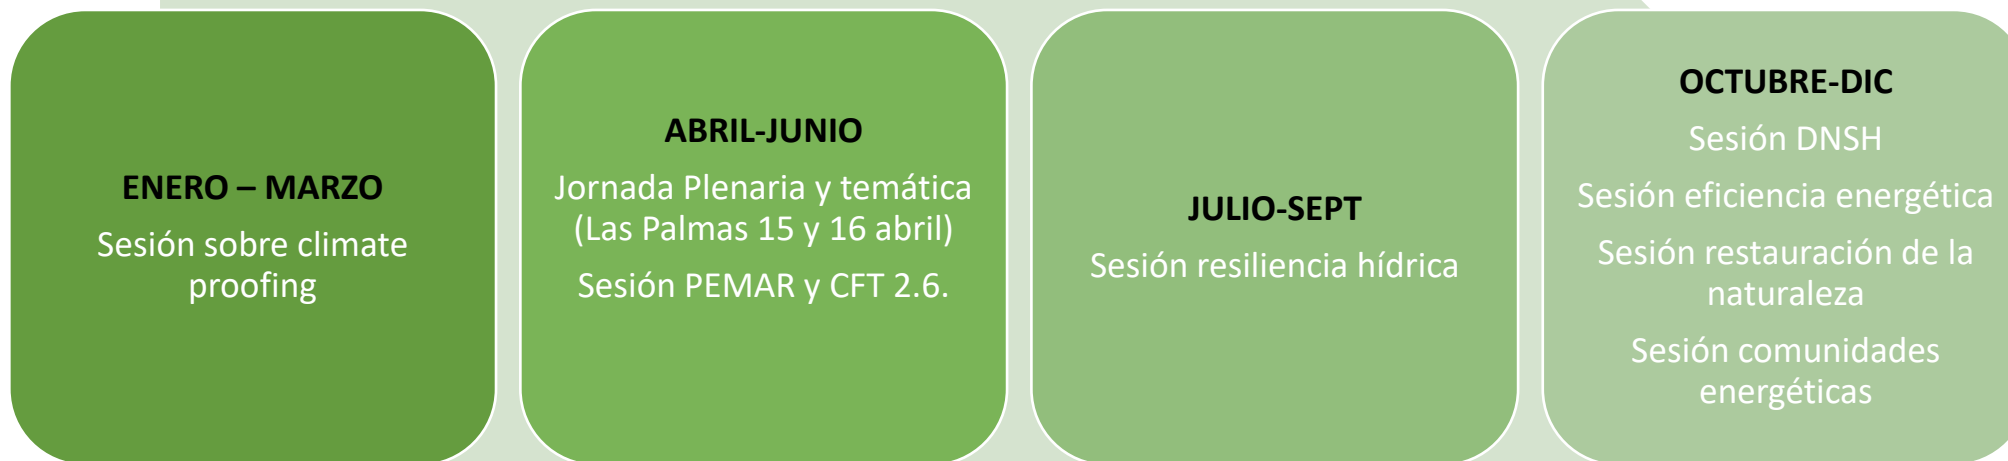 ENERO – MARZO
Sesión sobre climate
proofing
ABRIL-JUNIO
Jornada Plenaria y temática
(Las Palmas 15 y 16 abril)
Sesión PEMAR y CFT 2.6.
JULIO-SEPT
Sesión resiliencia hídrica
OCTUBRE-DIC
Sesión DNSH
Sesión eficiencia energética
Sesión restauración de la
naturaleza
Sesión comunidades
energéticas